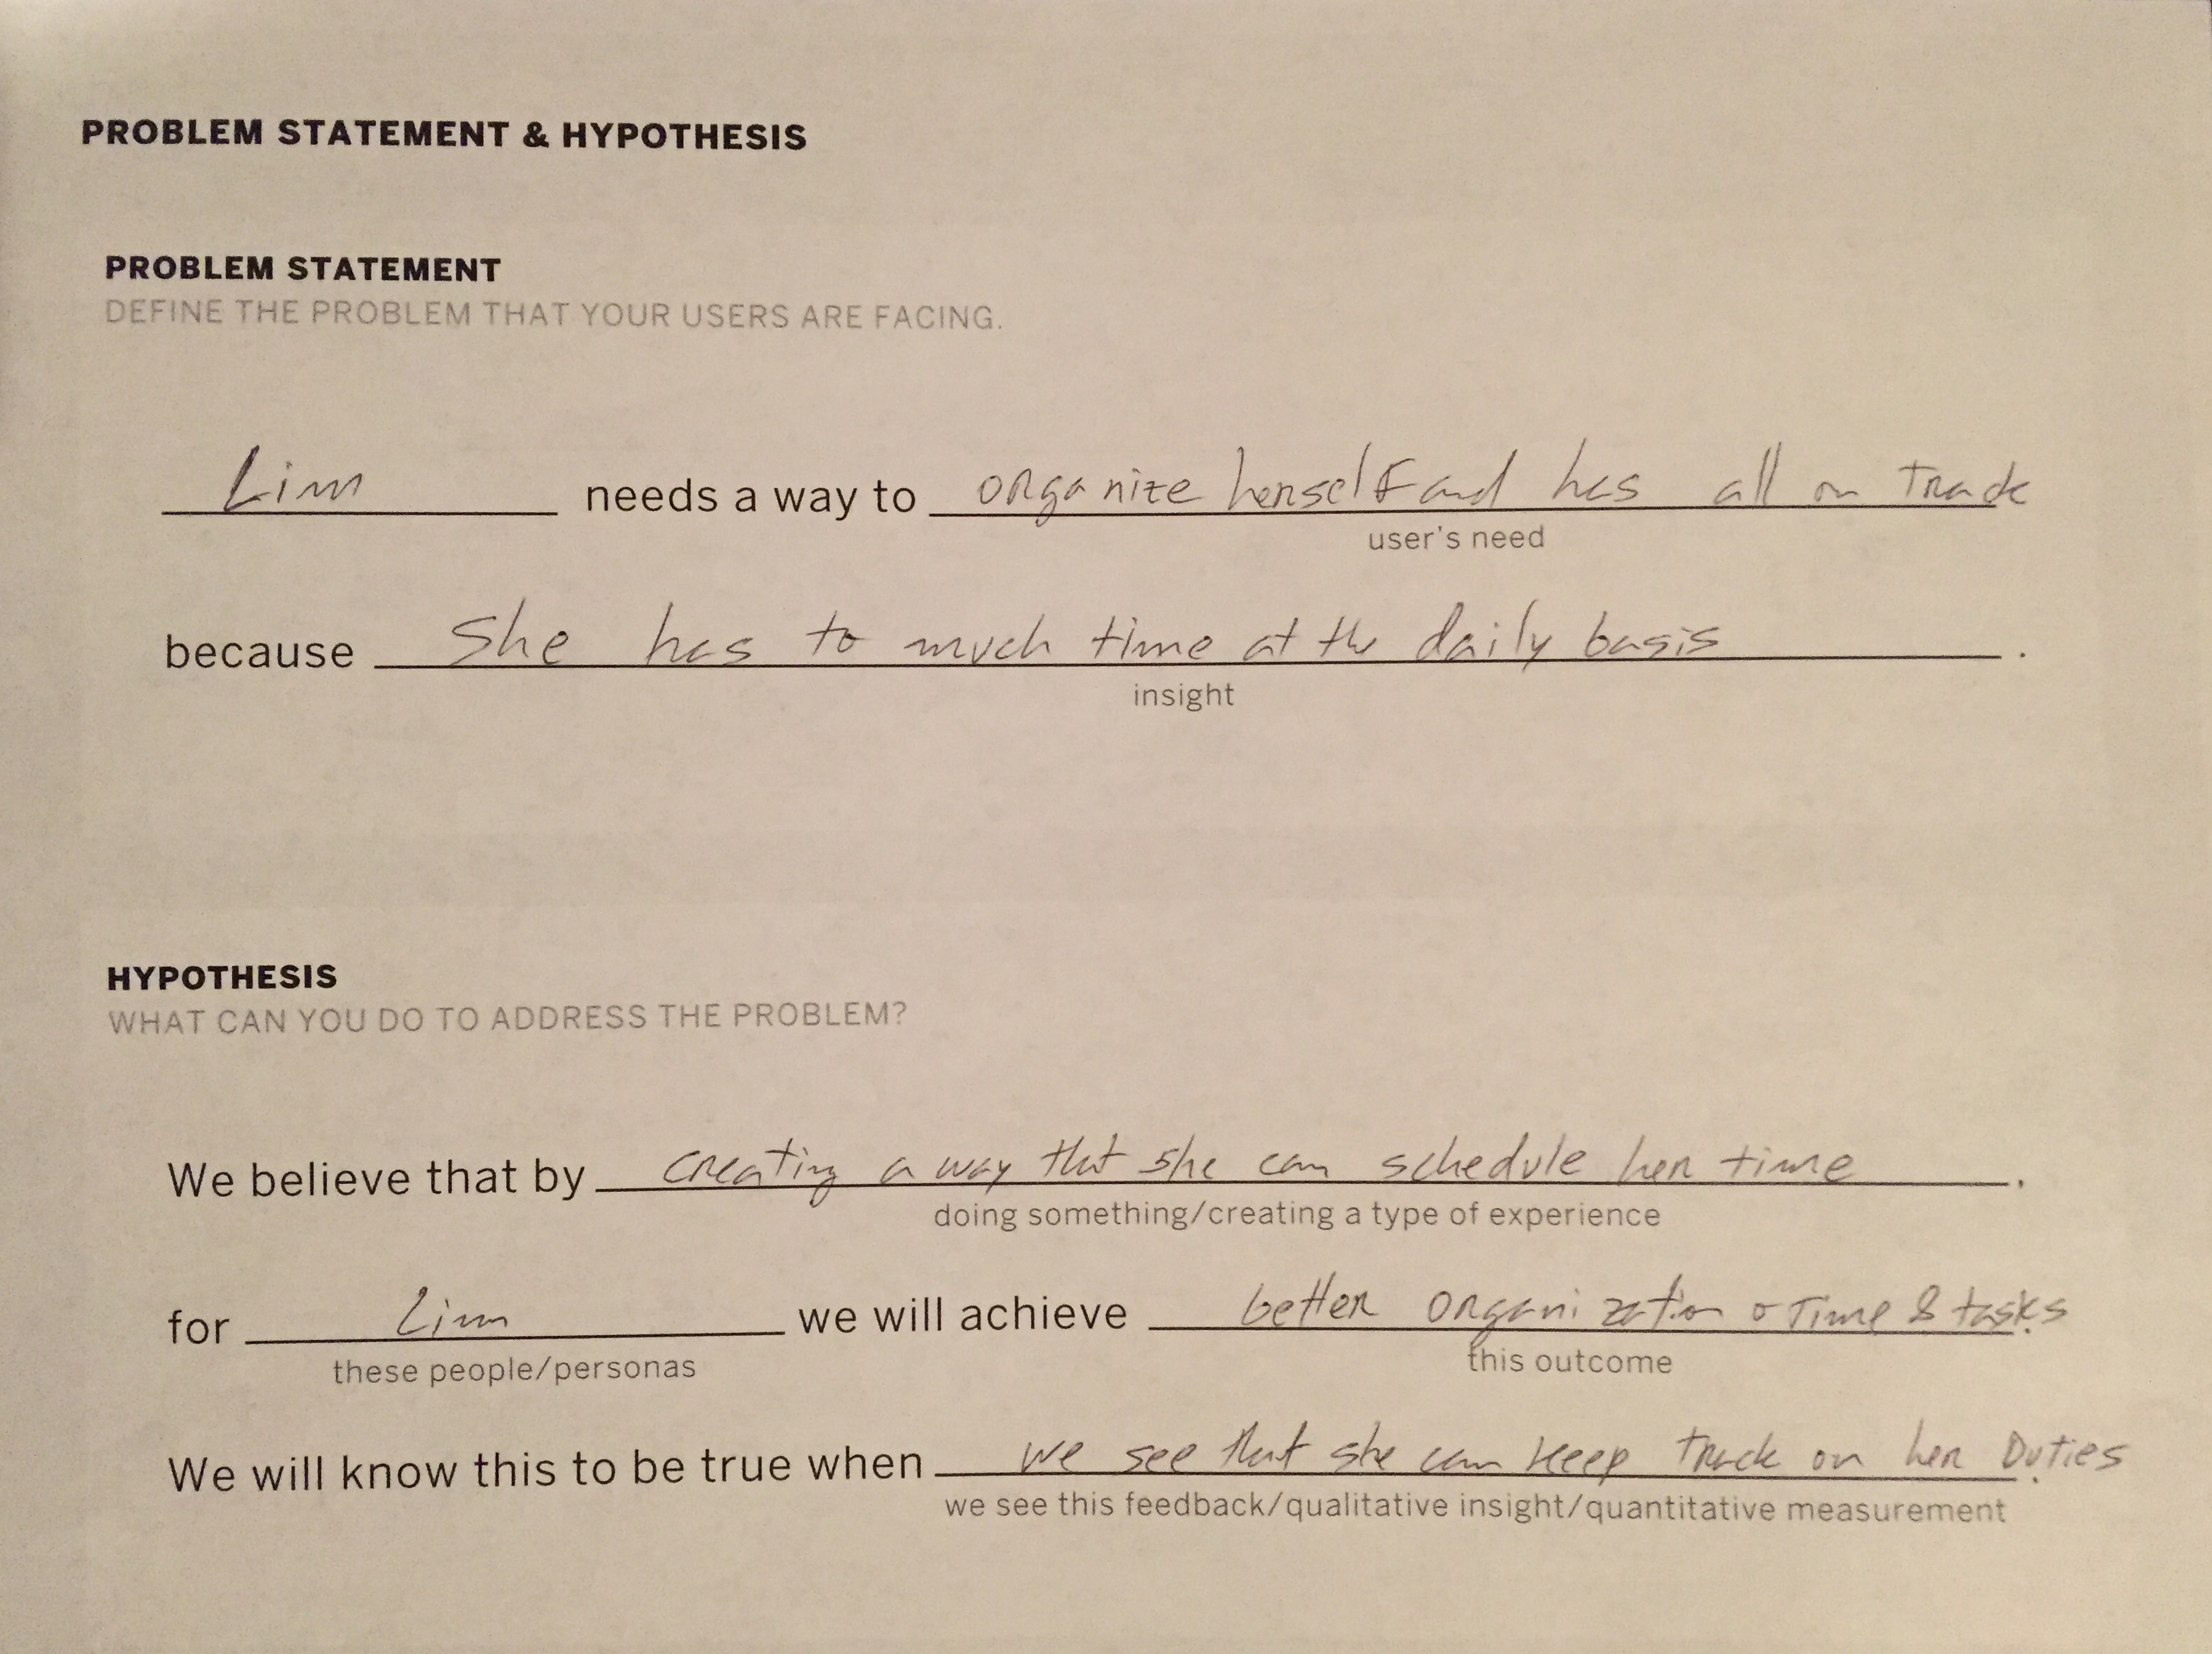 PROBLEM STATEMENT & HYPOTHESIS
PROBLEM STATEMENT
DEFINE THE PROBLEM THAT YOUR USERS ARE FACING.
Lim needs a way to organize herself and has all on Track
user's need
because She has to much time at the daily basis .
insight
HYPOTHESIS
WHAT CAN YOU DO TO ADDRESS THE PROBLEM?
We believe that by creating a way that she can schedule her time .
doing something/creating a type of experience
for Lim we will achieve better organization o Time & tasks .
these people/personas this outcome
We will know this to be true when we see that she can Keep Track on her Duties .
we see this feedback/qualitative insight/quantitative measurement